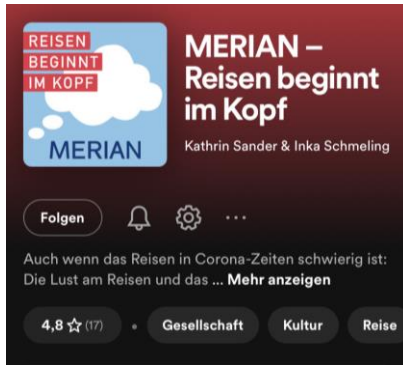 REISEN
BEGINNT
IM KOPF
MERIAN
MERIAN –
Reisen beginnt
im Kopf
Kathrin Sander & Inka Schmeling
Folgen
Auch wenn das Reisen in Corona-Zeiten schwierig ist:
Die Lust am Reisen und das ... Mehr anzeigen
4,8 ☆ (17) • Gesellschaft Kultur Reise